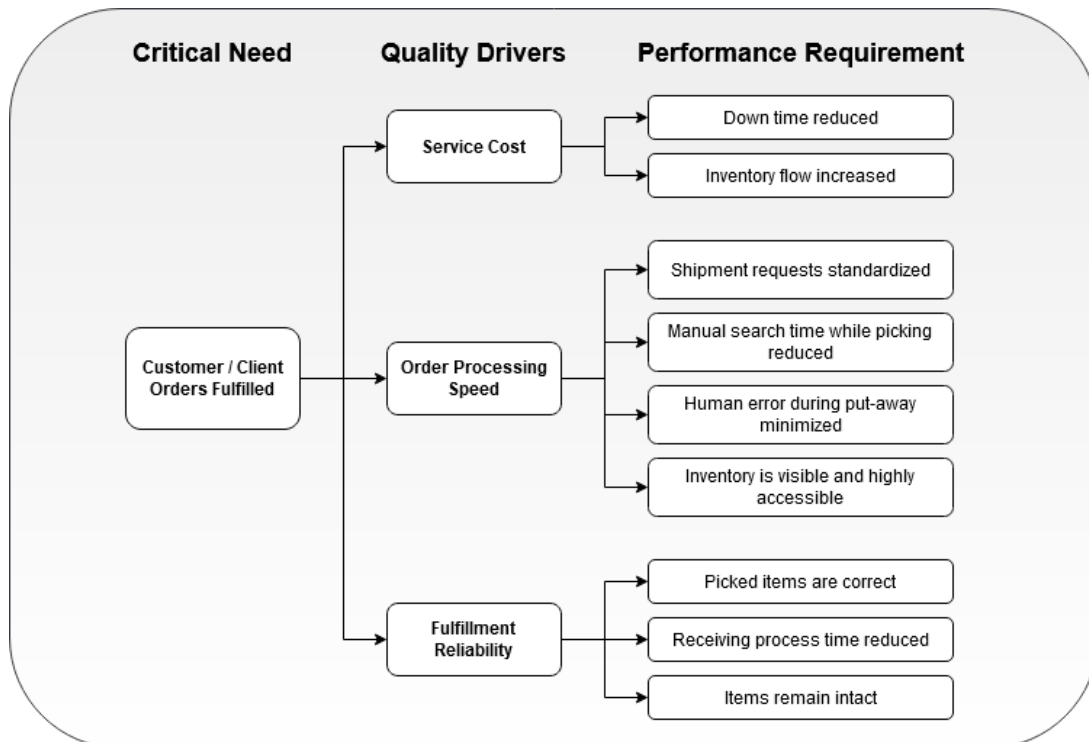 Critical Need
Quality Drivers
Performance Requirement
Customer / Client
Orders Fulfilled
Service Cost
Down time reduced
Inventory flow increased
Order Processing
Speed
Shipment requests standardized
Manual search time while picking
reduced
Human error during put-away
minimized
Inventory is visible and highly
accessible
Fulfillment
Reliability
Picked items are correct
Receiving process time reduced
Items remain intact